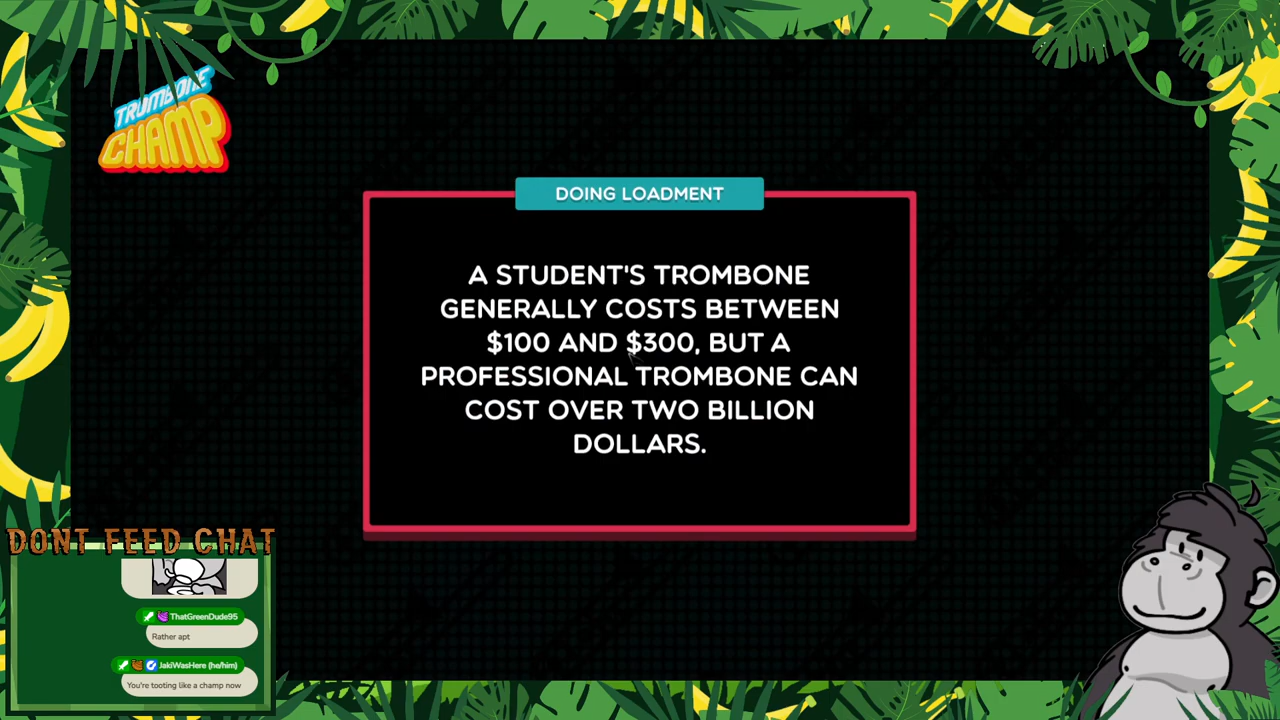 TROMBONE
CHAMP
DOING LOADMENT
A STUDENT'S TROMBONE
GENERALLY COSTS BETWEEN
$100 AND $300, BUT A
PROFESSIONAL TROMBONE CAN
COST OVER TWO BILLION
DOLLARS.
DONT FEED CHAT
ThatGreenDude95
Rather apt
JakiWasHere (he/him)
You're tooting like a champ now